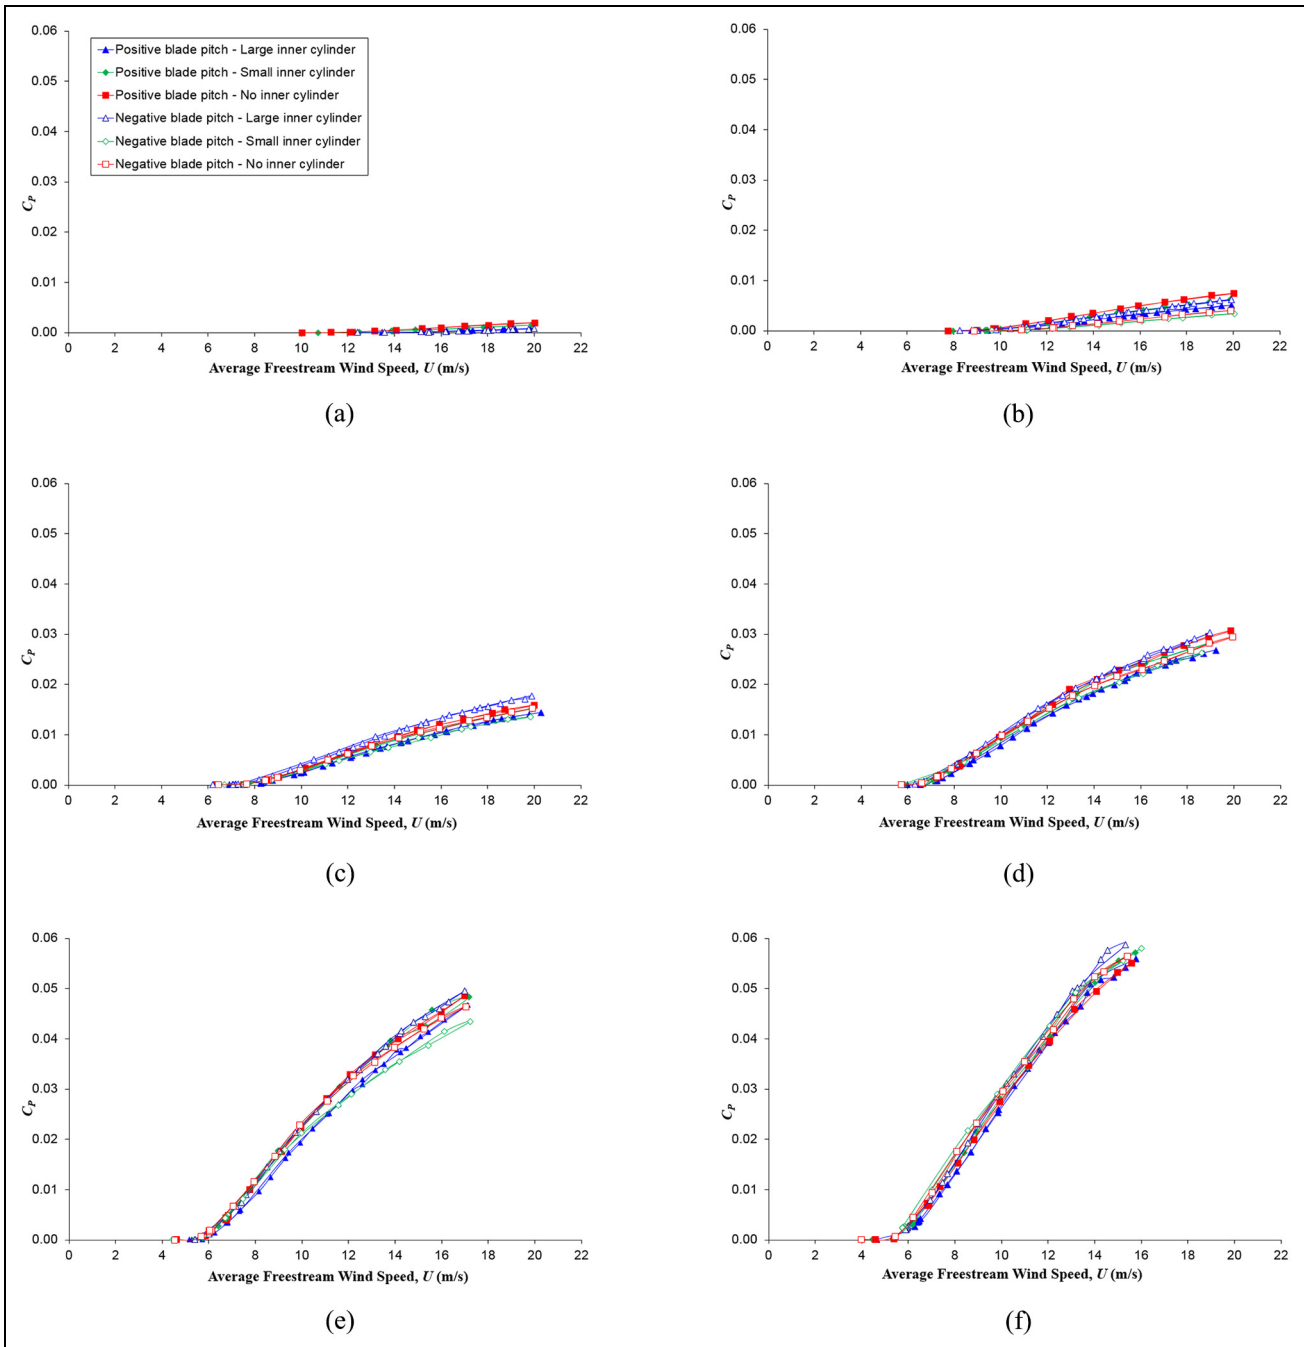 0.06
0.05
0.04
0.03
0.02
0.01
0.00
C_P
Positive blade pitch - Large inner cylinder
Positive blade pitch - Small inner cylinder
Positive blade pitch - No inner cylinder
Negative blade pitch - Large inner cylinder
Negative blade pitch - Small inner cylinder
Negative blade pitch - No inner cylinder
0 2 4 6 8 10 12 14 16 18 20 22
Average Freestream Wind Speed, U (m/s)
(a)
0.06
0.05
0.04
0.03
0.02
0.01
0.00
C_P
0 2 4 6 8 10 12 14 16 18 20 22
Average Freestream Wind Speed, U (m/s)
(b)
0.06
0.05
0.04
0.03
0.02
0.01
0.00
C_P
0 2 4 6 8 10 12 14 16 18 20 22
Average Freestream Wind Speed, U (m/s)
(c)
0.06
0.05
0.04
0.03
0.02
0.01
0.00
C_P
0 2 4 6 8 10 12 14 16 18 20 22
Average Freestream Wind Speed, U (m/s)
(d)
0.06
0.05
0.04
0.03
0.02
0.01
0.00
C_P
0 2 4 6 8 10 12 14 16 18 20 22
Average Freestream Wind Speed, U (m/s)
(e)
0.06
0.05
0.04
0.03
0.02
0.01
0.00
C_P
0 2 4 6 8 10 12 14 16 18 20 22
Average Freestream Wind Speed, U (m/s)
(f)